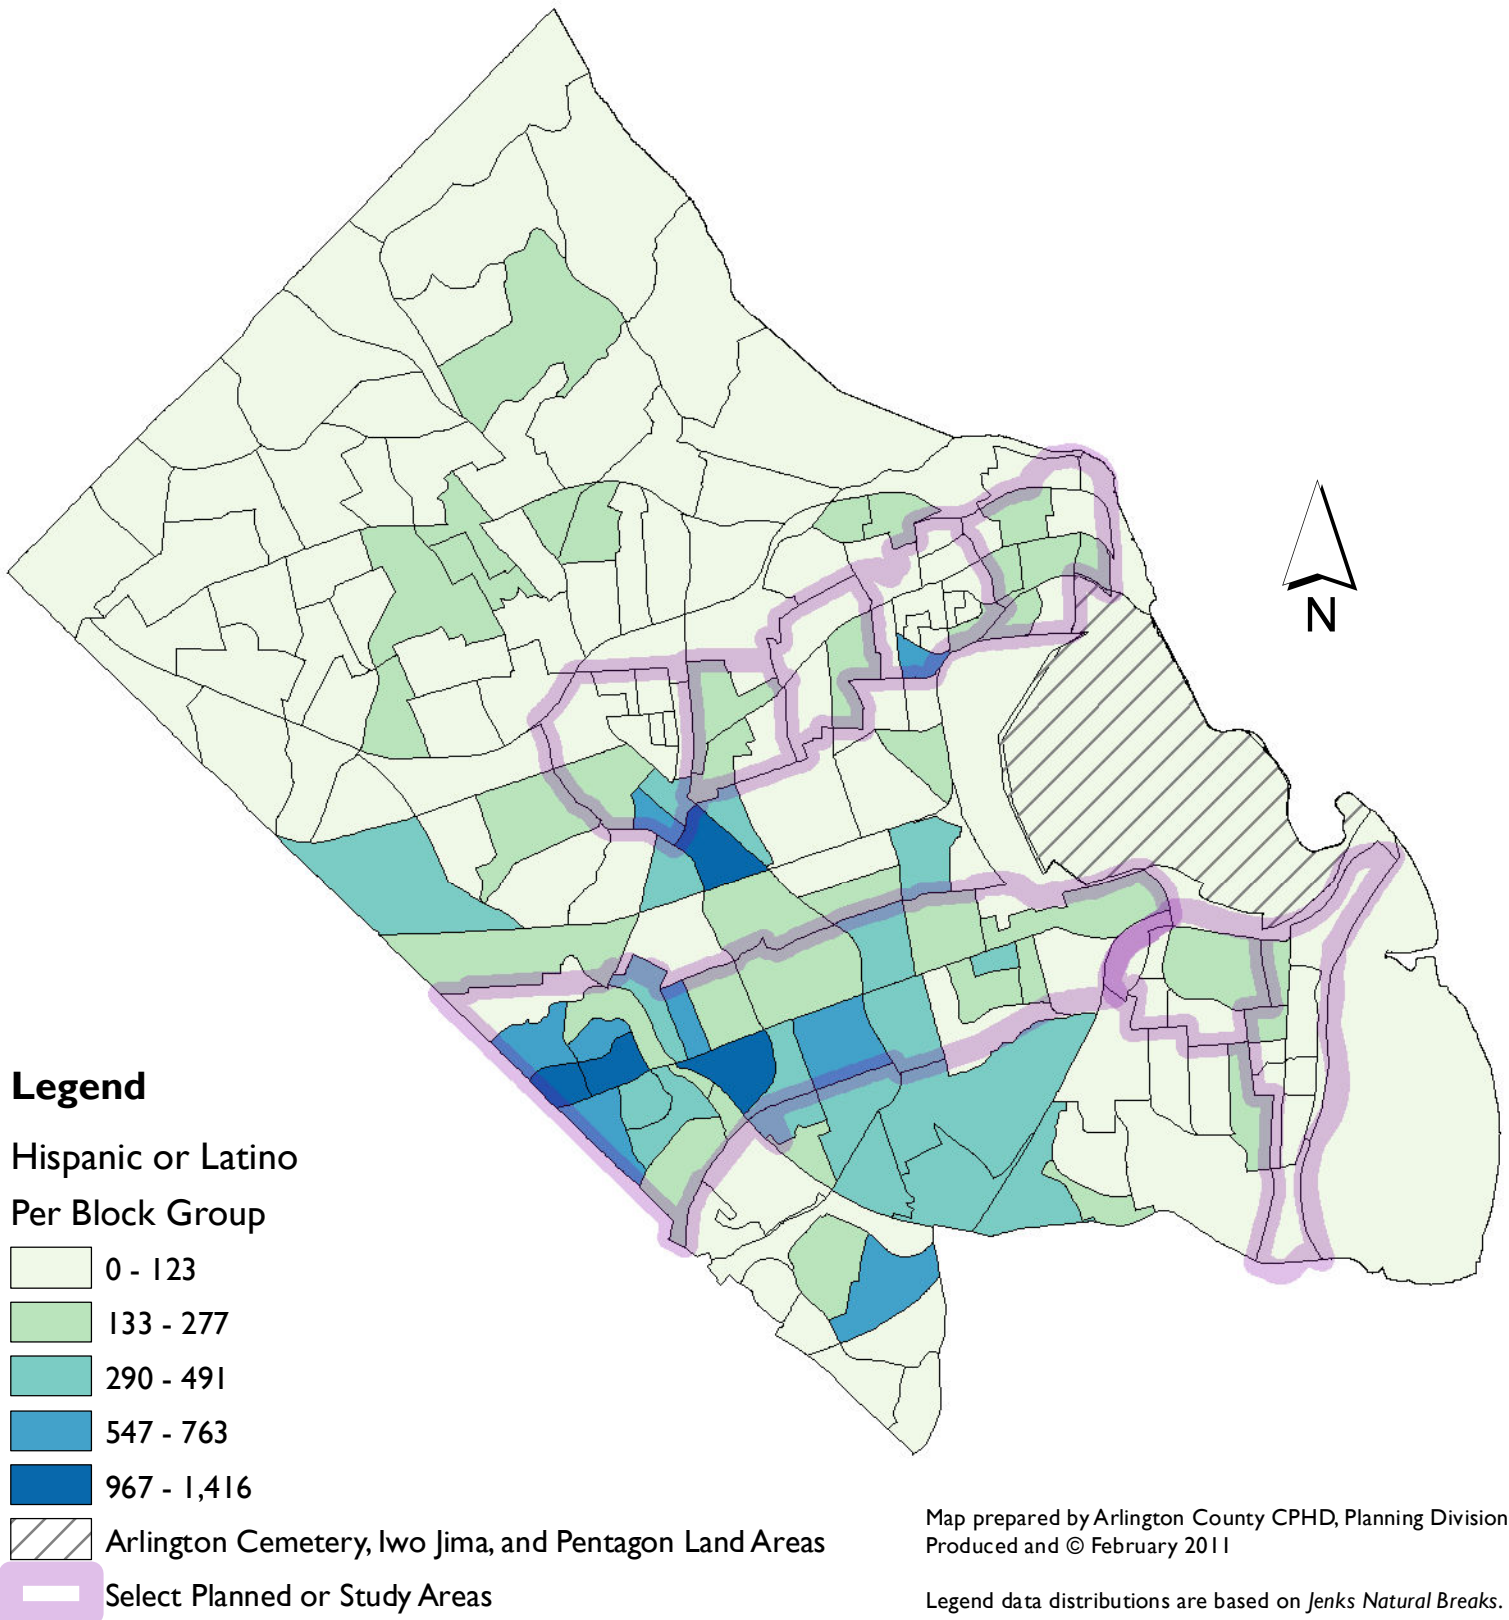 N
Legend
Hispanic or Latino
Per Block Group
0 - 123
133 - 277
290 - 491
547 - 763
967 - 1,416
Arlington Cemetery, Iwo Jima, and Pentagon Land Areas
Select Planned or Study Areas
Map prepared by Arlington County CPHD, Planning Division
Produced and © February 2011
Legend data distributions are based on Jenks Natural Breaks.